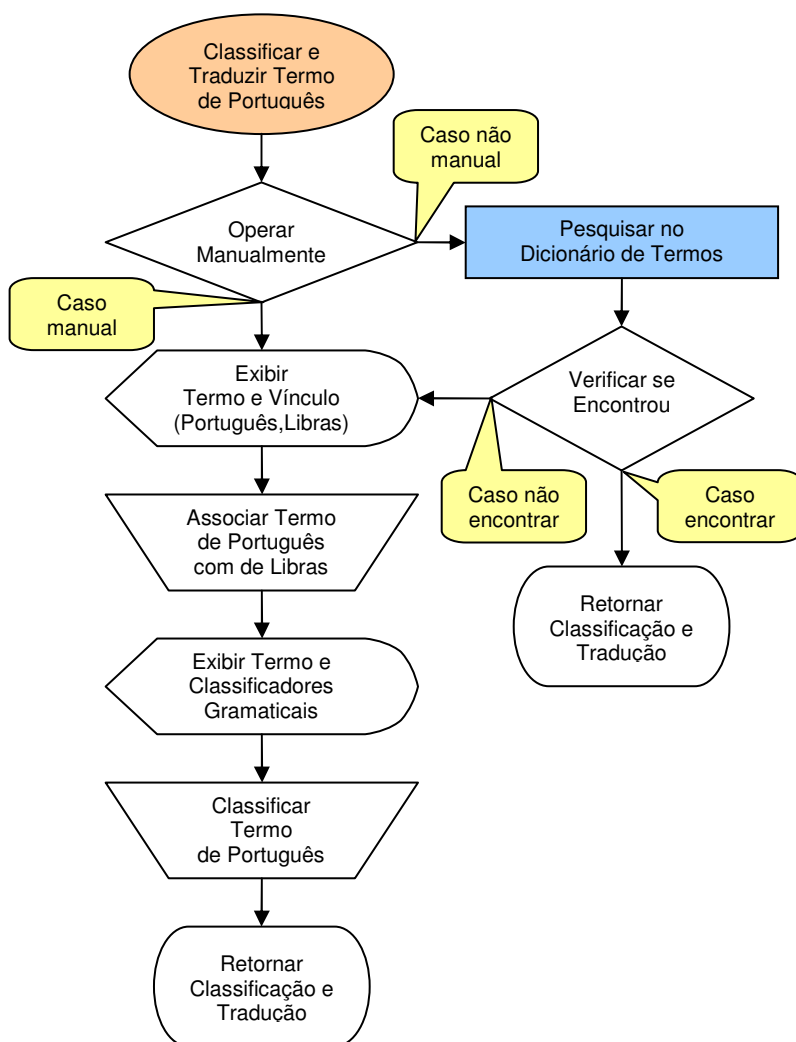 Classificar e
Traduzir Termo
de Português
Caso não
manual
Operar
Manualmente
Pesquisar no
Dicionário de Termos
Caso
manual
Exibir
Termo e Vínculo
(Português,Libras)
Verificar se
Encontrou
Caso não
encontrar
Caso
encontrar
Associar Termo
de Português
com de Libras
Retornar
Classificação e
Tradução
Exibir Termo e
Classificadores
Gramaticais
Classificar
Termo
de Português
Retornar
Classificação e
Tradução